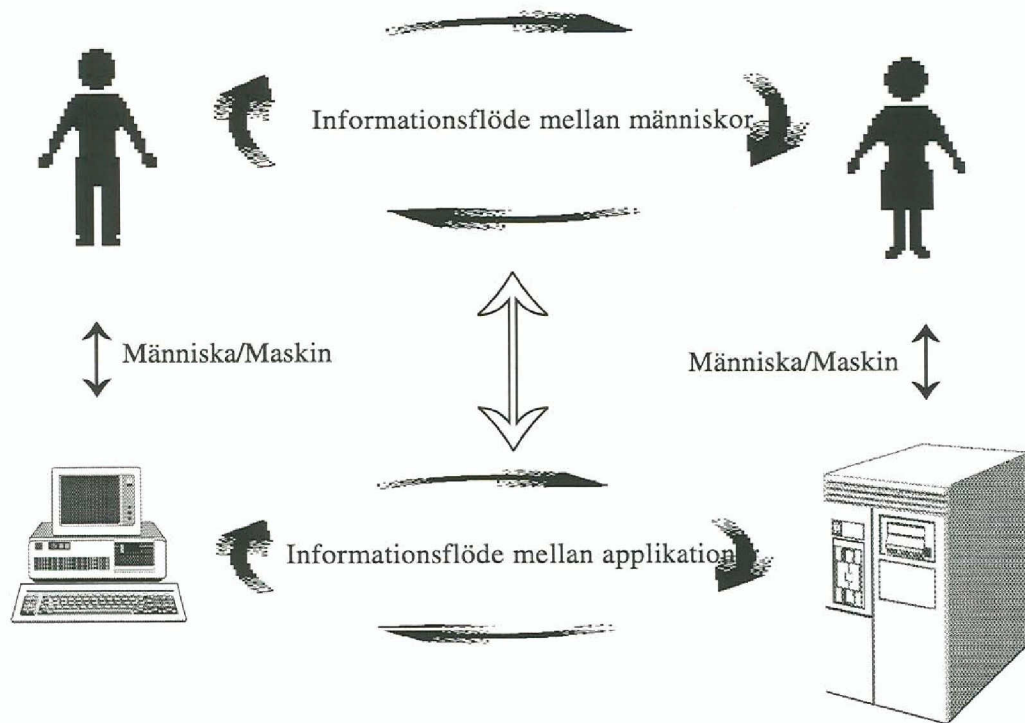 Informationsflöde mellan människor
Människa/Maskin
Människa/Maskin
Informationsflöde mellan applikation